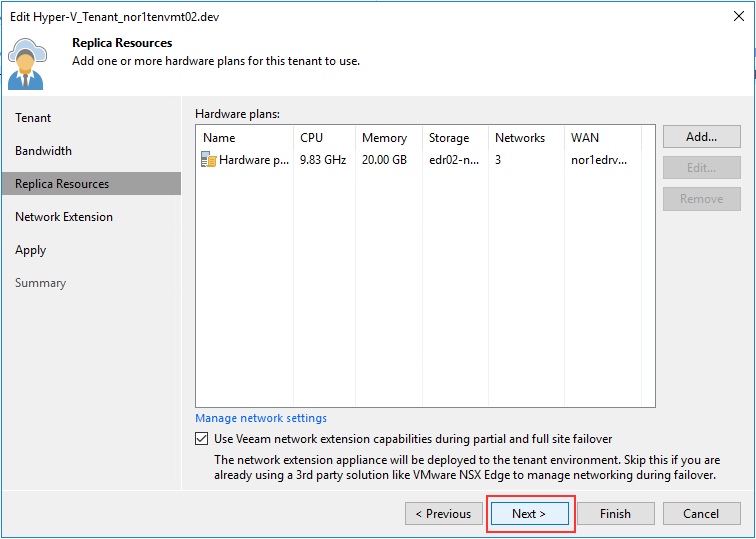 Edit Hyper-V_Tenant_nor1tenvmt02.dev
Replica Resources
Add one or more hardware plans for this tenant to use.
Tenant
Bandwidth
Replica Resources
Network Extension
Apply
Summary
Hardware plans:
Name CPU Memory Storage Networks WAN
Hardware p... 9.83 GHz 20.00 GB edr02-n... 3 nor1edrv...
Add...
Edit...
Remove
Manage network settings
Use Veeam network extension capabilities during partial and full site failover
The network extension appliance will be deployed to the tenant environment. Skip this if you are
already using a 3rd party solution like VMware NSX Edge to manage networking during failover.
< Previous Next > Finish Cancel